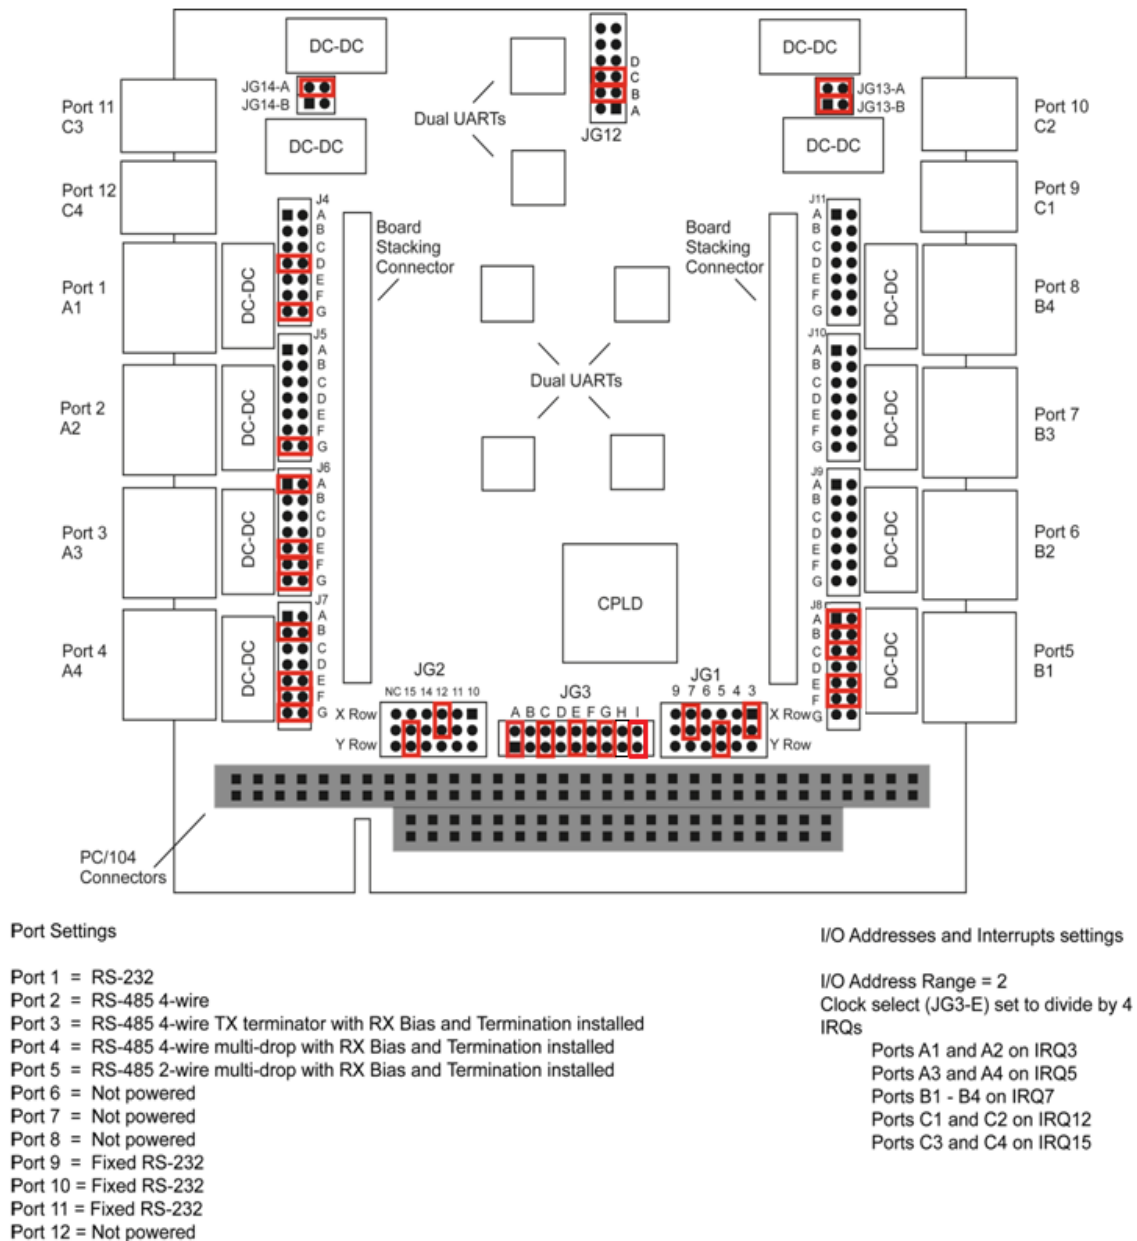 DC-DC
DC-DC
JG14-A
JG14-B
D
C
B
A
JG12
JG13-A
JG13-B
Port 11
C3
Dual UARTs
Port 10
C2
DC-DC
DC-DC
Port 12
C4
Port 9
C1
J4
A
B
C
D
E
F
G
Board
Stacking
Connector
Board
Stacking
Connector
J11
A
B
C
D
E
F
G
Port 1
A1
DC-DC
DC-DC
Port 8
B4
J5
A
B
C
D
E
F
G
Dual UARTs
J10
A
B
C
D
E
F
G
Port 2
A2
DC-DC
DC-DC
Port 7
B3
J6
A
B
C
D
E
F
G
J9
A
B
C
D
E
F
G
Port 3
A3
DC-DC
DC-DC
Port 6
B2
CPLD
J7
A
B
C
D
E
F
G
J8
A
B
C
D
E
F
G
Port 4
A4
DC-DC
DC-DC
Port5
B1
JG2
NC 15 14 12 11 10
X Row
Y Row
JG3
A B C D E F G H I
JG1
9 7 6 5 4 3
X Row
Y Row
PC/104
Connectors
Port Settings
Port 1 = RS-232
Port 2 = RS-485 4-wire
Port 3 = RS-485 4-wire TX terminator with RX Bias and Termination installed
Port 4 = RS-485 4-wire multi-drop with RX Bias and Termination installed
Port 5 = RS-485 2-wire multi-drop with RX Bias and Termination installed
Port 6 = Not powered
Port 7 = Not powered
Port 8 = Not powered
Port 9 = Fixed RS-232
Port 10 = Fixed RS-232
Port 11 = Fixed RS-232
Port 12 = Not powered
I/O Addresses and Interrupts settings
I/O Address Range = 2
Clock select (JG3-E) set to divide by 4
IRQs
Ports A1 and A2 on IRQ3
Ports A3 and A4 on IRQ5
Ports B1 - B4 on IRQ7
Ports C1 and C2 on IRQ12
Ports C3 and C4 on IRQ15